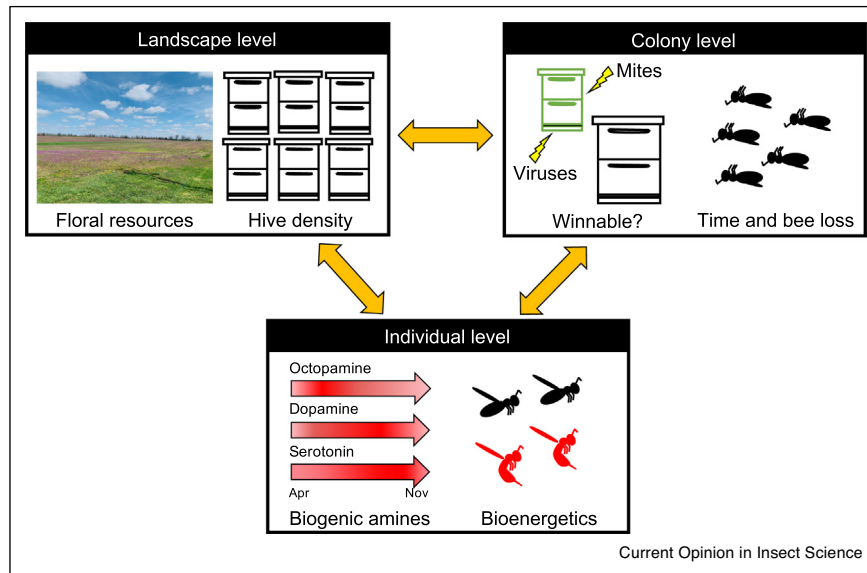 Landscape level
Floral resources
Hive density
Colony level
Mites
Viruses
Winnable?
Time and bee loss
Individual level
Octopamine
Dopamine
Serotonin
Apr
Nov
Biogenic amines
Bioenergetics
Current Opinion in Insect Science